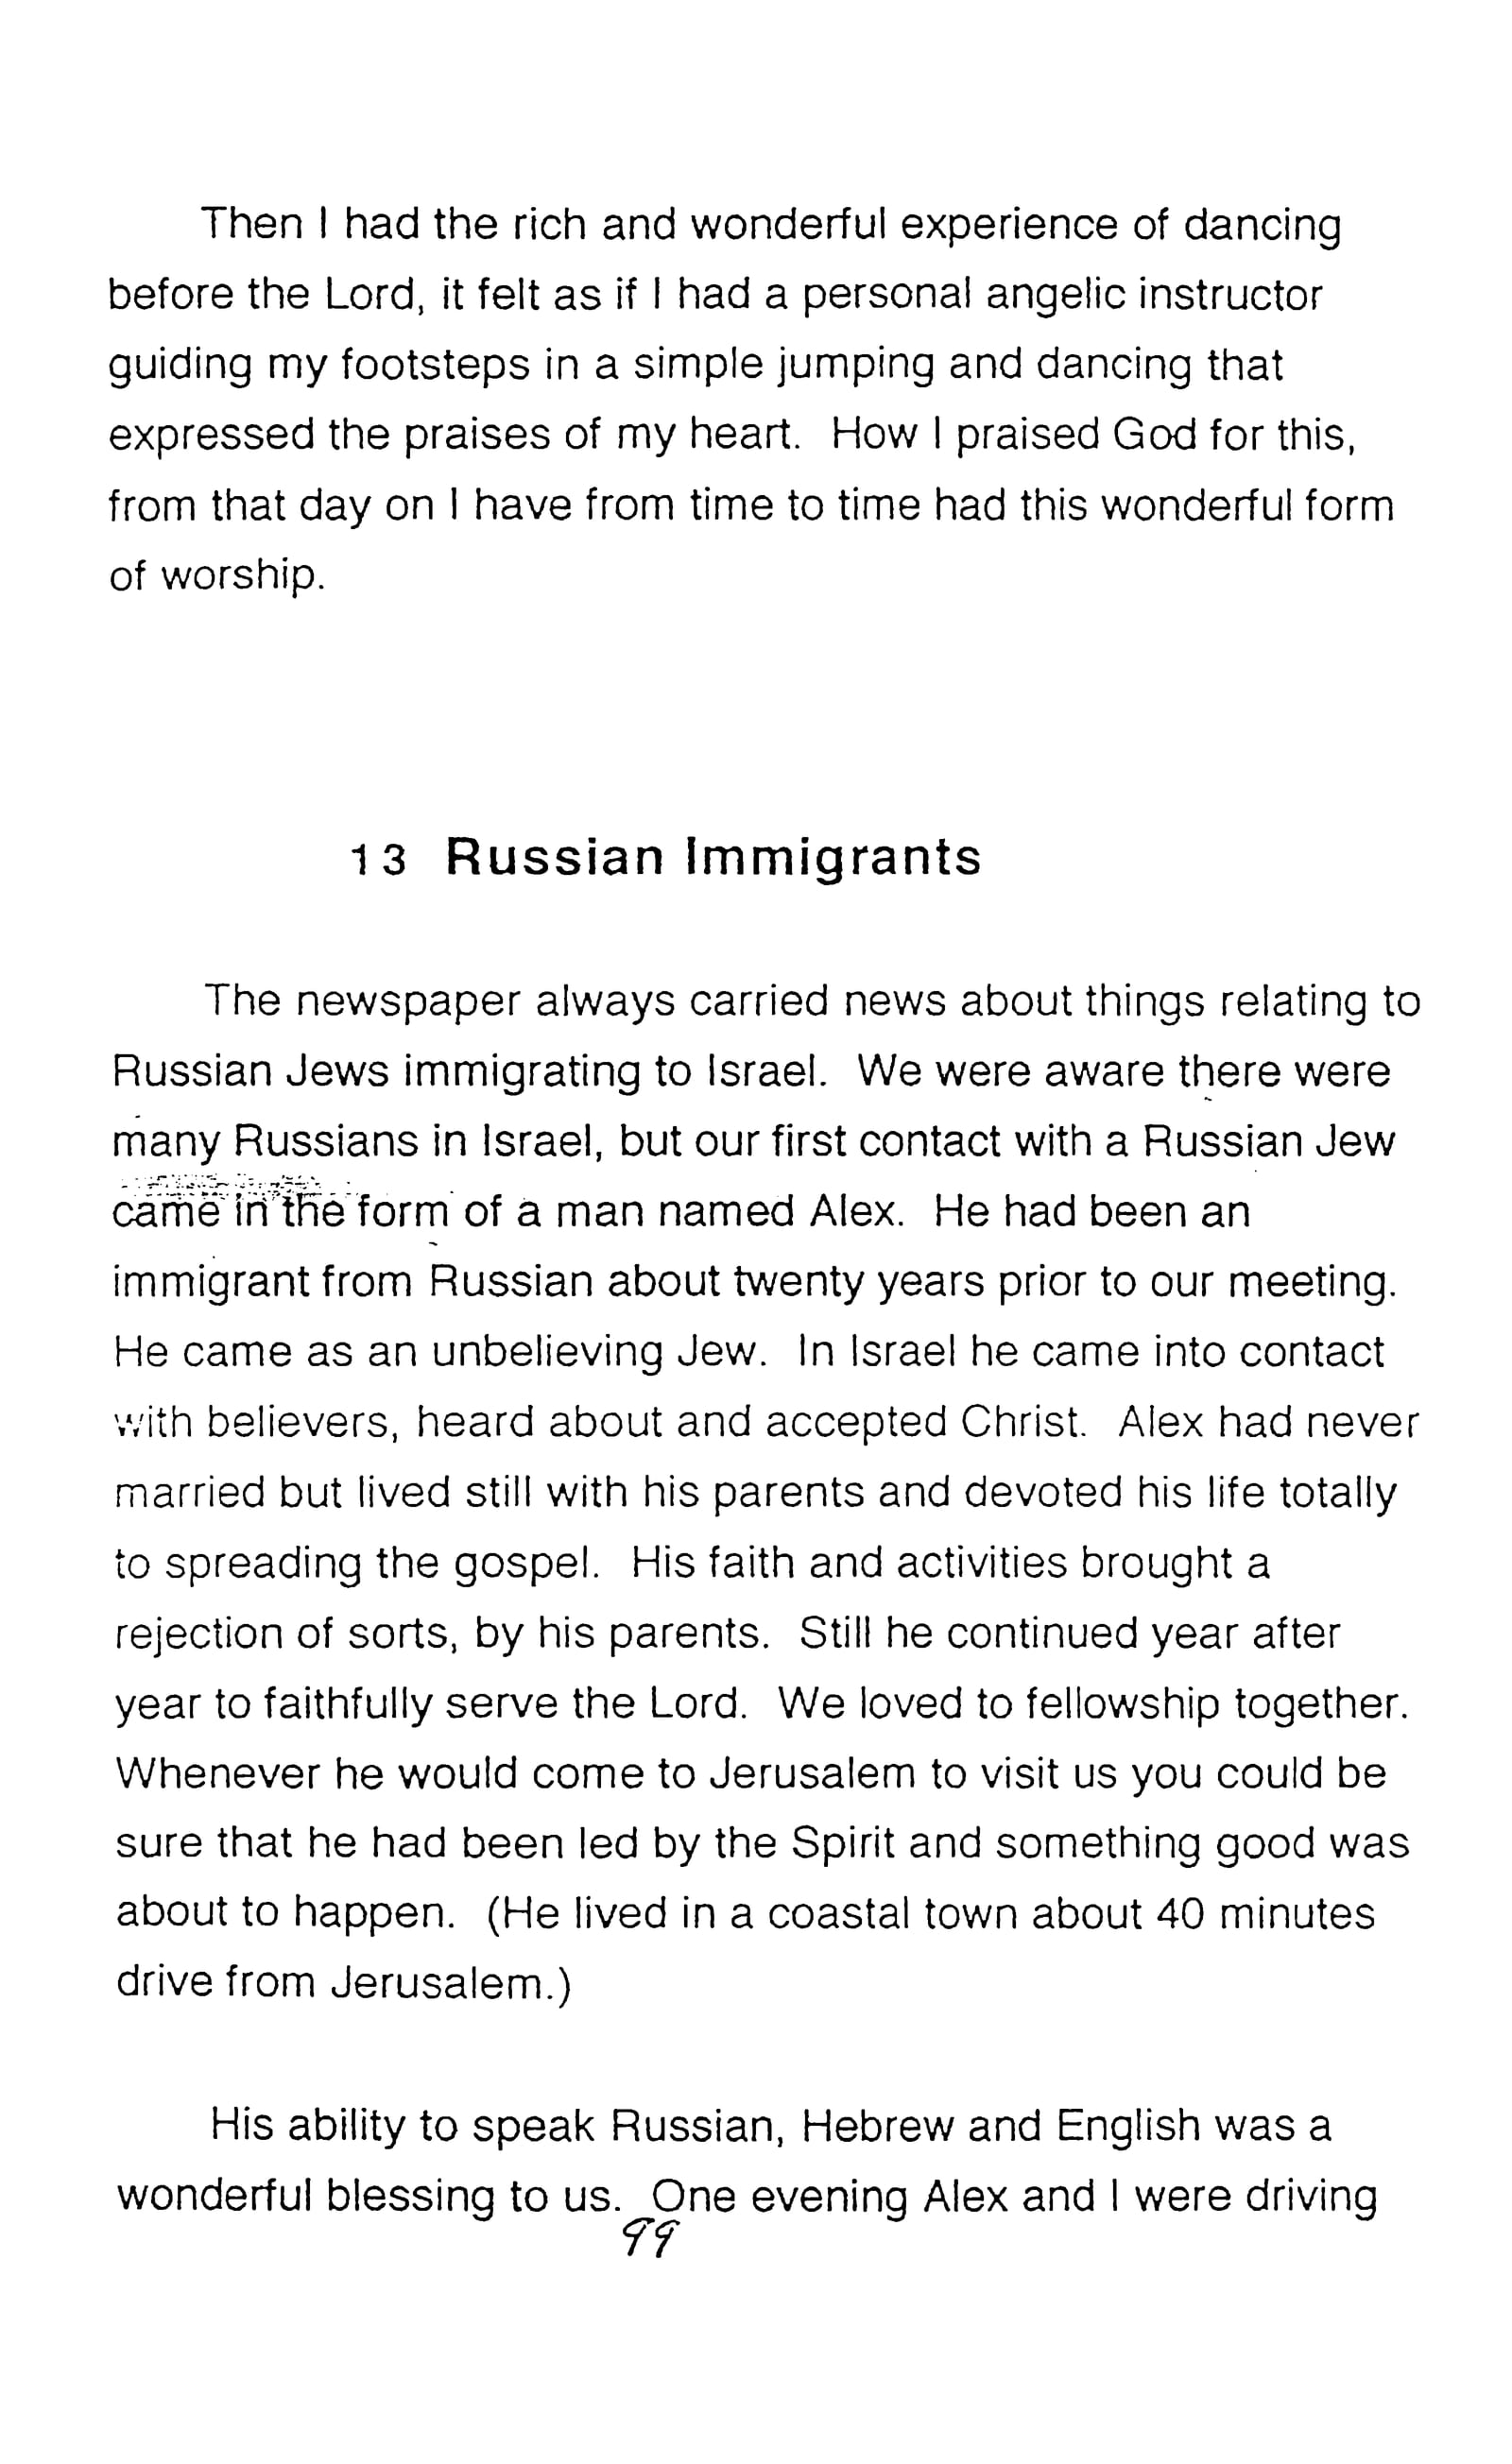 Then I had the rich and wonderful experience of dancing
before the Lord, it felt as if I had a personal angelic instructor
guiding my footsteps in a simple jumping and dancing that
expressed the praises of my heart.  How I praised God for this,
from that day on I have from time to time had this wonderful form
of worship.
13 Russian Immigrants
The newspaper always carried news about things relating to
Russian Jews immigrating to Israel.  We were aware there were
many Russians in Israel, but our first contact with a Russian Jew
came in the form of a man named Alex.  He had been an
immigrant from Russian about twenty years prior to our meeting.
He came as an unbelieving Jew.  In Israel he came into contact
with believers, heard about and accepted Christ.  Alex had never
married but lived still with his parents and devoted his life totally
to spreading the gospel.  His faith and activities brought a
rejection of sorts, by his parents.  Still he continued year after
year to faithfully serve the Lord.  We loved to fellowship together.
Whenever he would come to Jerusalem to visit us you could be
sure that he had been led by the Spirit and something good was
about to happen.  (He lived in a coastal town about 40 minutes
drive from Jerusalem.)
His ability to speak Russian, Hebrew and English was a
wonderful blessing to us.  One evening Alex and I were driving
99